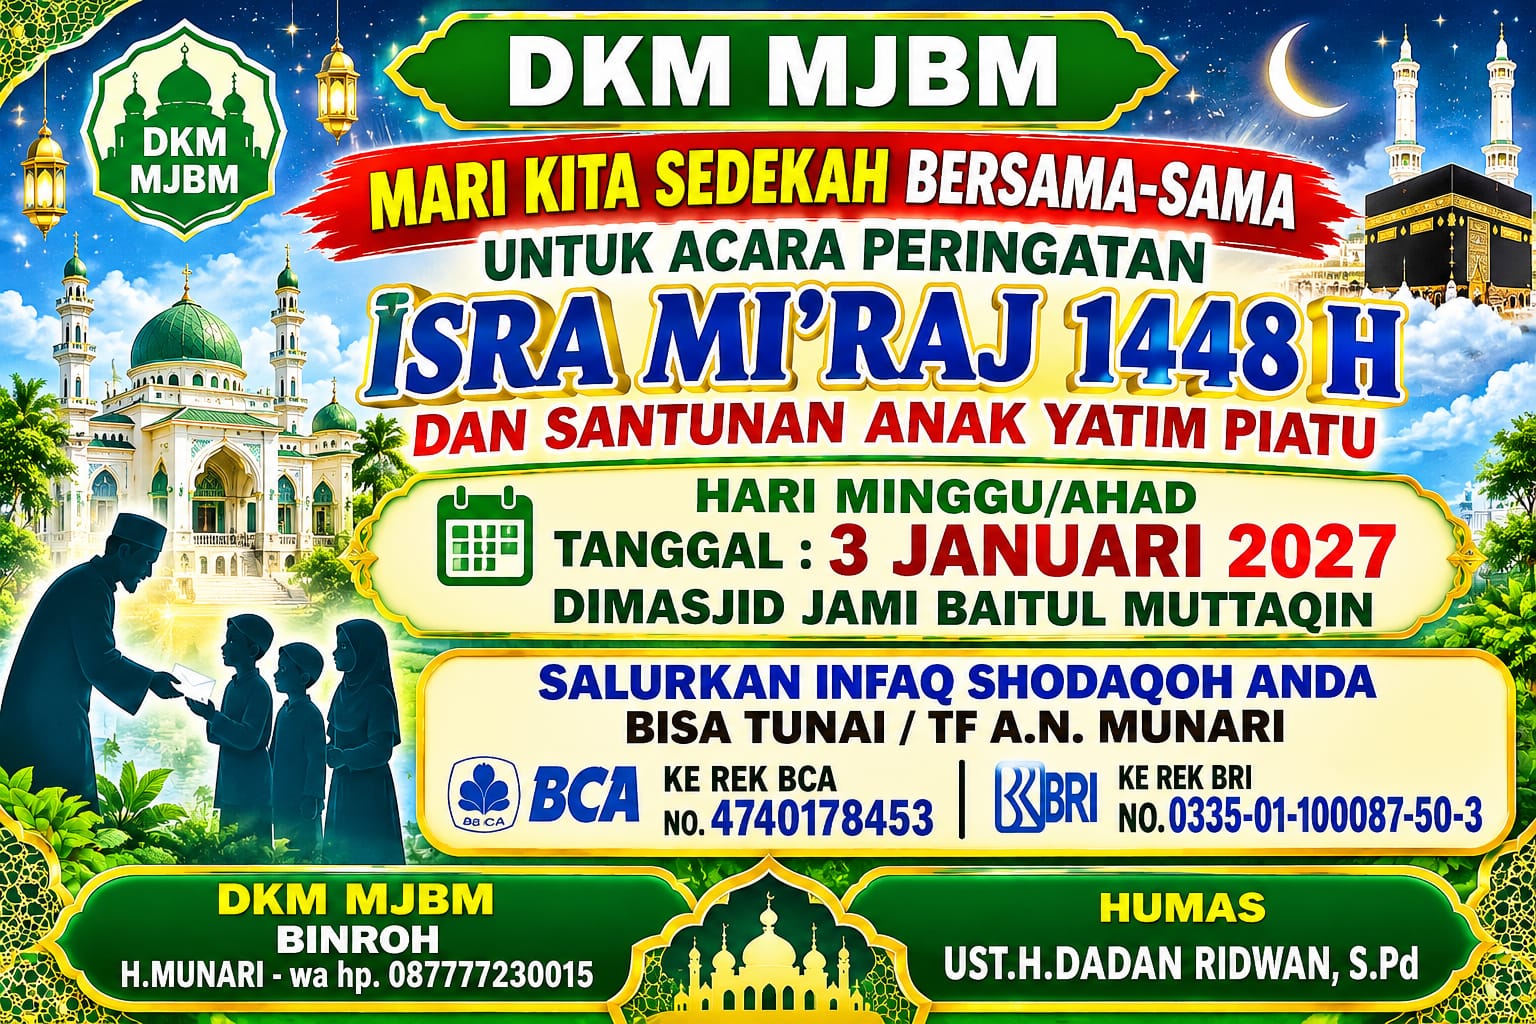 DKM MJBM
DKM
MJBM
MARI KITA SEDEKAH BERSAMA-SAMA
UNTUK ACARA PERINGATAN
ISRA MI'RAJ 1448 H
DAN SANTUNAN ANAK YATIM PIATU
HARI MINGGU/AHAD
TANGGAL : 3 JANUARI 2027
DIMASJID JAMI BAITUL MUTTAQIN
SALURKAN INFAQ SHODAQOH ANDA
BISA TUNAI / TF A.N. MUNARI
BCA
KE REK BCA
NO. 4740178453
BRI
KE REK BRI
NO. 0335-01-100087-50-3
DKM MJBM
BINROH
H.MUNARI - wa hp. 087777230015
HUMAS
UST.H.DADAN RIDWAN, S.Pd